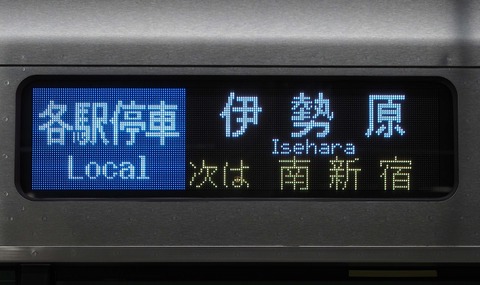 各駅停車
Local
伊勢原
Isehara
次は 南新宿